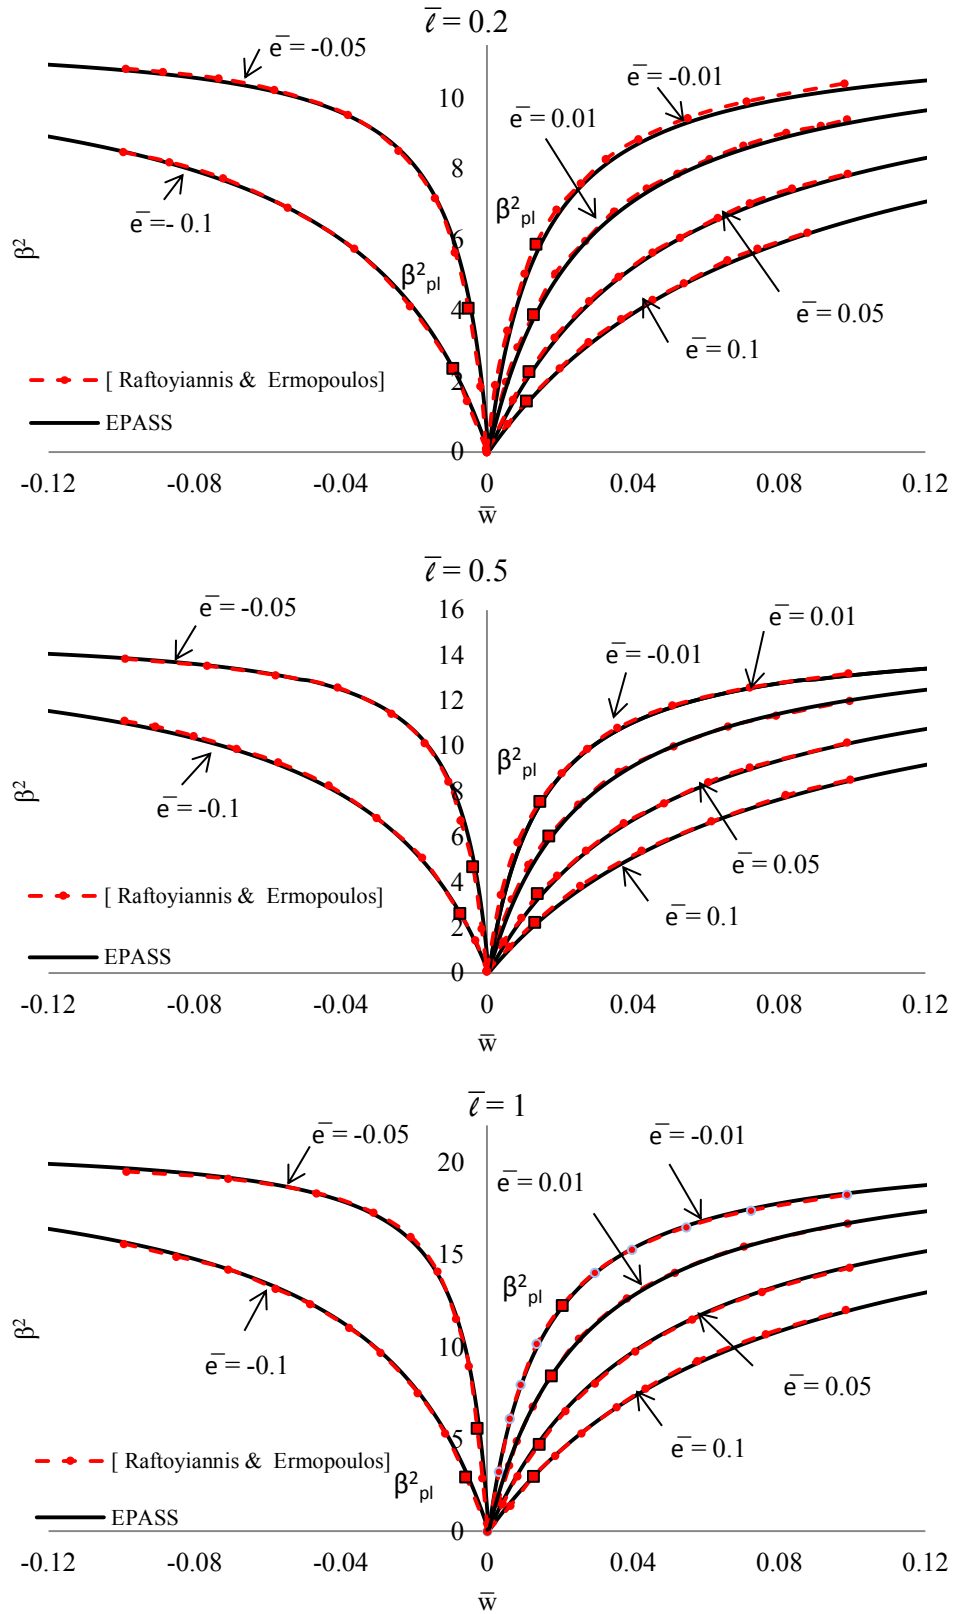 ℓ̅ = 0.2
e̅ = -0.05
e̅ = -0.01
e̅ = 0.01
e̅ = - 0.1
e̅ = 0.05
e̅ = 0.1
β²pl
β²pl
β²
10
8
6
4
2
0
[ Raftoyiannis & Ermopoulos]
EPASS
-0.12 -0.08 -0.04 0 0.04 0.08 0.12
w̅
ℓ̅ = 0.5
e̅ = -0.05
e̅ = 0.01
e̅ = -0.01
e̅ = -0.1
e̅ = 0.05
e̅ = 0.1
β²pl
β²
16
14
12
10
8
6
4
2
0
[ Raftoyiannis & Ermopoulos]
EPASS
-0.12 -0.08 -0.04 0 0.04 0.08 0.12
w̅
ℓ̅ = 1
e̅ = -0.05
e̅ = -0.01
e̅ = 0.01
e̅ = -0.1
e̅ = 0.05
e̅ = 0.1
β²pl
β²pl
β²
20
15
10
5
0
[ Raftoyiannis & Ermopoulos]
EPASS
-0.12 -0.08 -0.04 0 0.04 0.08 0.12
w̅